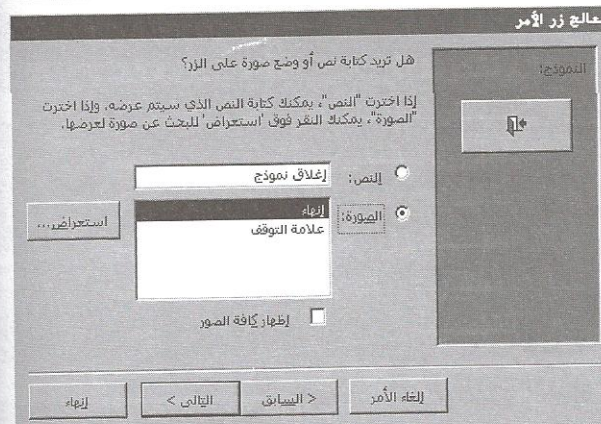 معالج زر الأمر
النموذج:
هل تريد كتابة نص أو وضع صورة على الزر؟
إذا اخترت "النص"، يمكنك كتابة النص الذي سيتم عرضه. وإذا اخترت
"الصورة"، يمكنك النقر فوق 'استعراض' للبحث عن صورة لعرضها.
النص: إغلاق نموذج
الصورة: إنهاء
علامة التوقف
استعراض...
إظهار كافة الصور
إلغاء الأمر
< السابق
التالي >
إنهاء